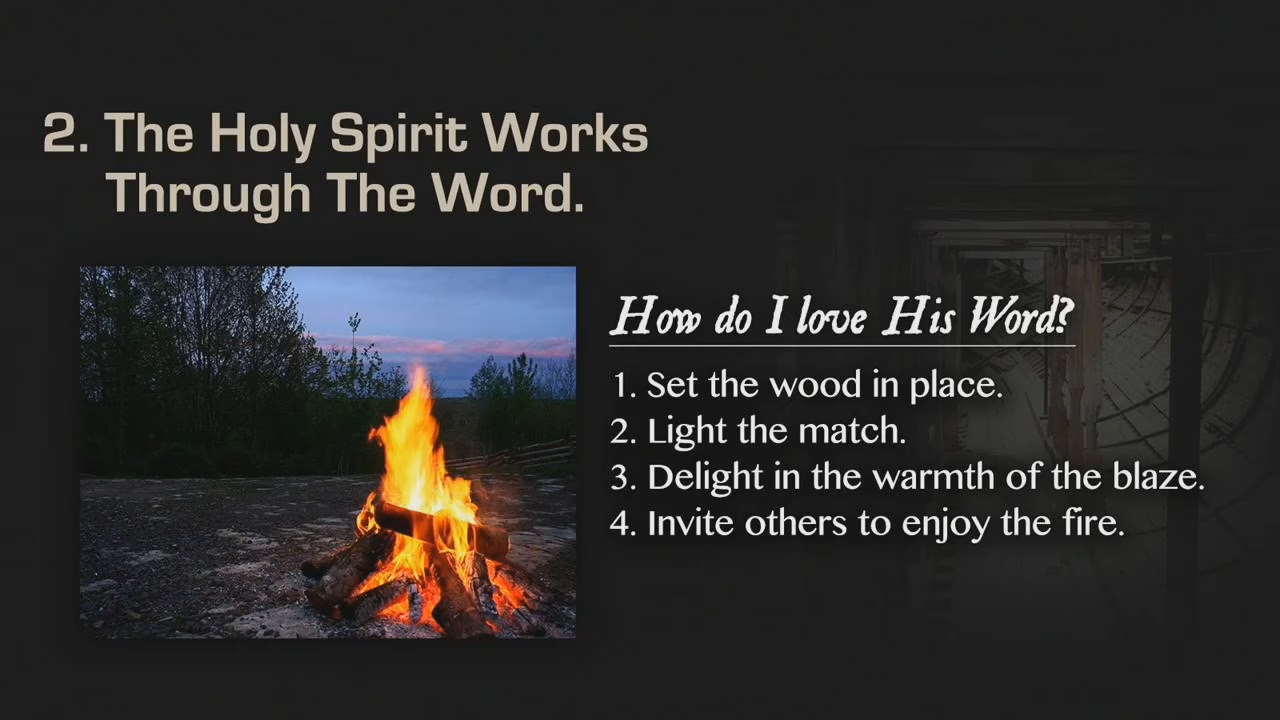 2. The Holy Spirit Works
Through The Word.
How do I love His Word?
1. Set the wood in place.
2. Light the match.
3. Delight in the warmth of the blaze.
4. Invite others to enjoy the fire.